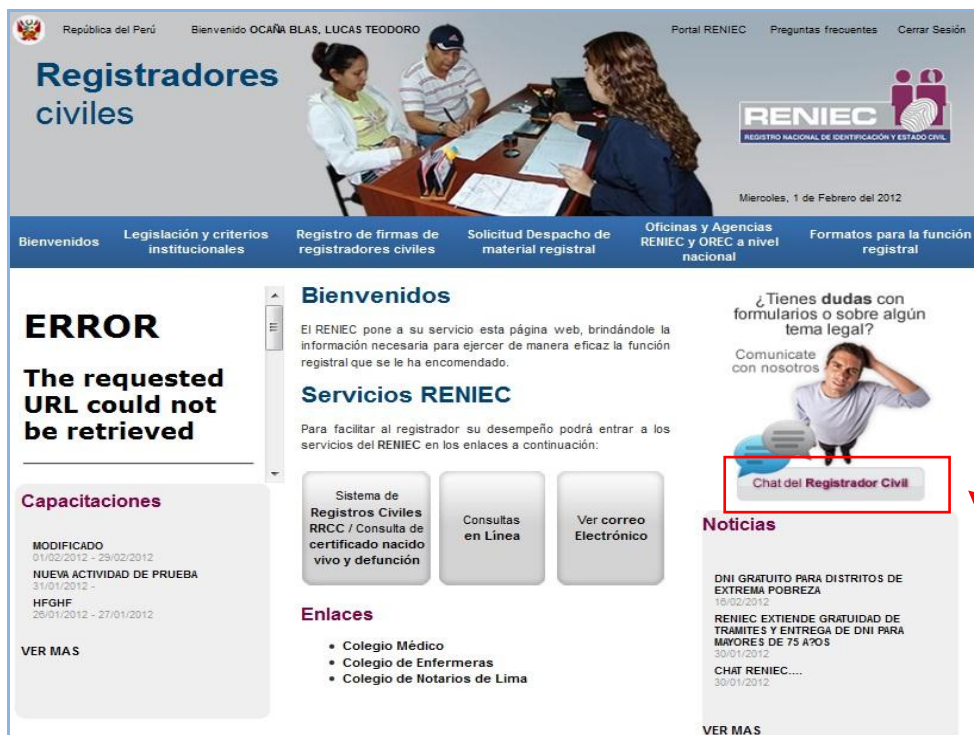 República del Perú Bienvenido OCAÑA BLAS, LUCAS TEODORO Portal RENIEC Preguntas frecuentes Cerrar Sesión
Registradores
civiles
RENIEC
REGISTRO NACIONAL DE IDENTIFICACIÓN Y ESTADO CIVIL
Miercoles, 1 de Febrero del 2012
Bienvenidos
Legislación y criterios
institucionales
Registro de firmas de
registradores civiles
Solicitud Despacho de
material registral
Oficinas y Agencias
RENIEC y OREC a nivel
nacional
Formatos para la función
registral
ERROR
The requested
URL could not
be retrieved
Capacitaciones
MODIFICADO
01/02/2012 - 29/02/2012
NUEVA ACTIVIDAD DE PRUEBA
31/01/2012 -
HFGHF
26/01/2012 - 27/01/2012
VER MAS
Bienvenidos
El RENIEC pone a su servicio esta página web, brindándole la
información necesaria para ejercer de manera eficaz la función
registral que se le ha encomendado.
Servicios RENIEC
Para facilitar al registrador su desempeño podrá entrar a los
servicios del RENIEC en los enlaces a continuación:
Sistema de
Registros Civiles
RRCC / Consulta de
certificado nacido
vivo y defunción
Consultas
en Línea
Ver correo
Electrónico
Enlaces
• Colegio Médico
• Colegio de Enfermeras
• Colegio de Notarios de Lima
¿Tienes dudas con
formularios o sobre algún
tema legal?
Comunicate
con nosotros
Chat del Registrador Civil
Noticias
DNI GRATUITO PARA DISTRITOS DE
EXTREMA POBREZA
16/02/2012
RENIEC EXTIENDE GRATUIDAD DE
TRAMITES Y ENTREGA DE DNI PARA
MAYORES DE 75 A?OS
30/01/2012
CHAT RENIEC....
30/01/2012
VER MAS